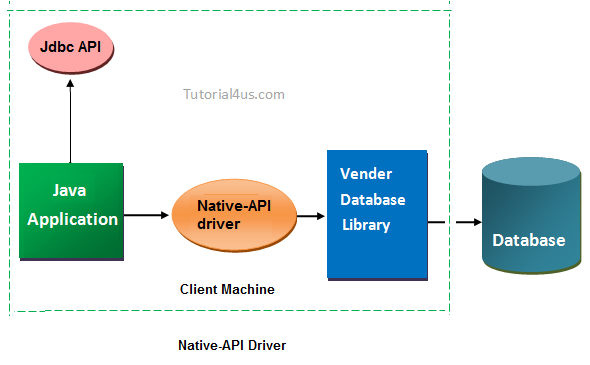 Jdbc API
Tutorial4us.com
Java
Application
Native-API
driver
Vender
Database
Library
Database
Client Machine
Native-API Driver